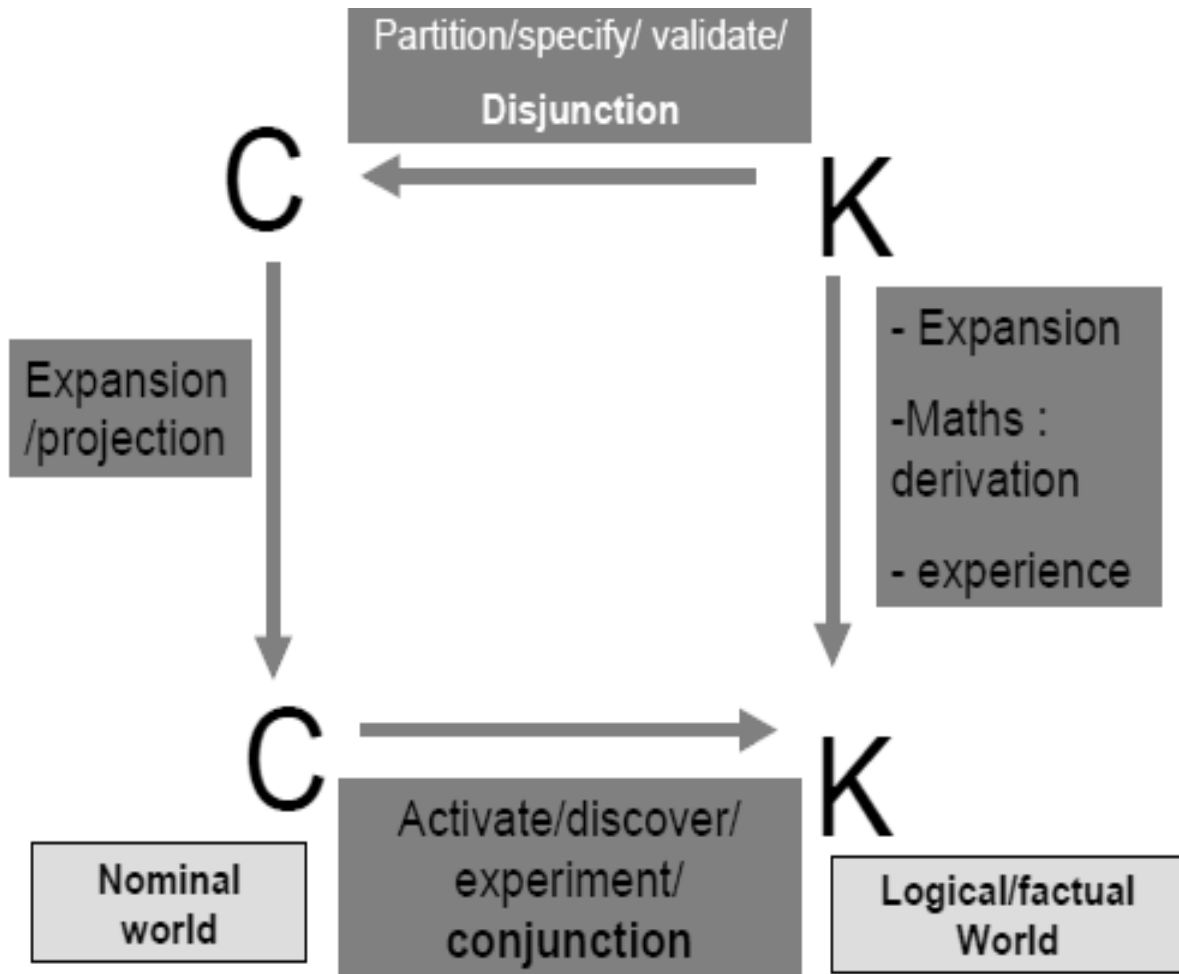 Partition/specify/ validate/
Disjunction
C
K
Expansion
/projection
- Expansion
-Maths :
derivation
- experience
C
K
Activate/discover/
experiment/
conjunction
Nominal
world
Logical/factual
World